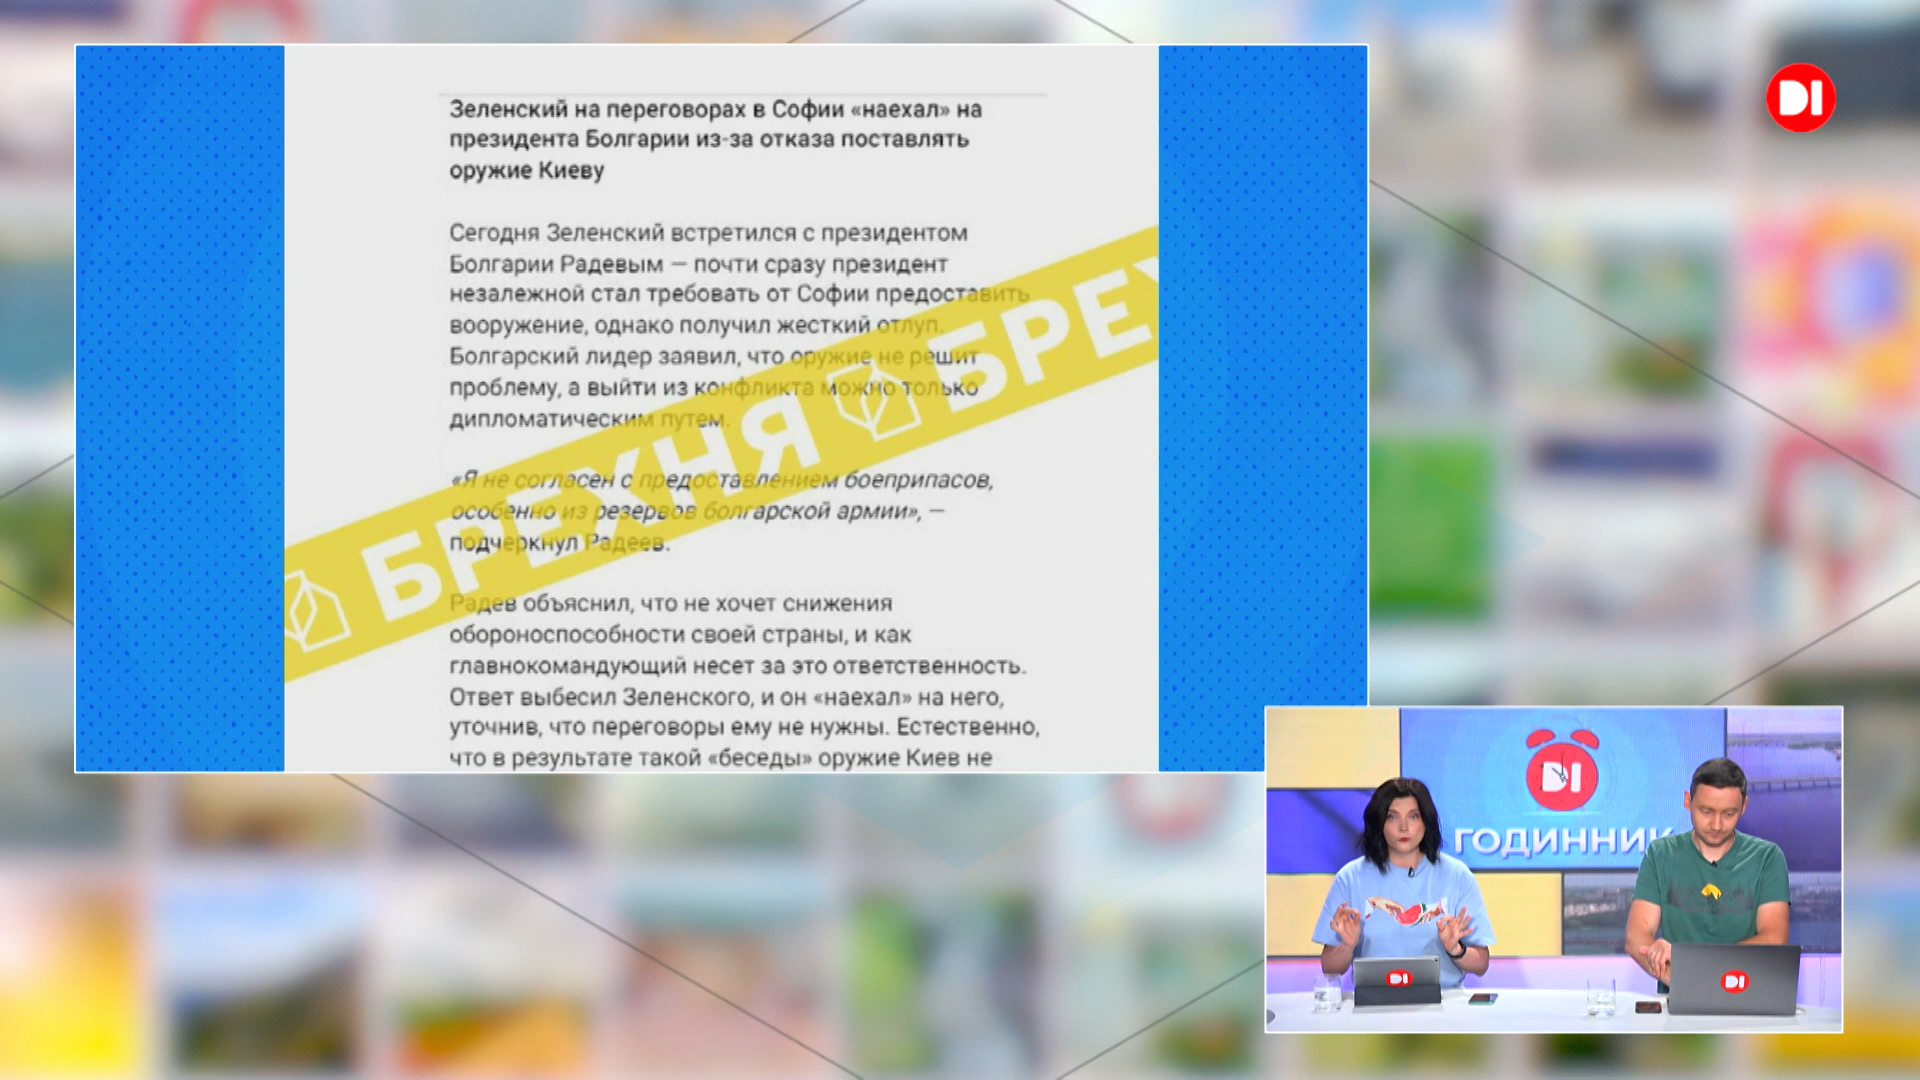 DI
Зеленский на переговорах в Софии «наехал» на
президента Болгарии из-за отказа поставлять
оружие Киеву
Сегодня Зеленский встретился с президентом
Болгарии Радевым — почти сразу президент
незалежной стал требовать от Софии предоставить
вооружение, однако получил жесткий отлуп.
Болгарский лидер заявил, что оружие не решит
проблему, а выйти из конфликта можно только
дипломатическим путем.
«Я не согласен с предоставлением боеприпасов,
особенно из резервов болгарской армии», —
подчеркнул Радеев.
Радев объяснил, что не хочет снижения
обороноспособности своей страны, и как
главнокомандующий несет за это ответственность.
Ответ выбесил Зеленского, и он «наехал» на него,
уточнив, что переговоры ему не нужны. Естественно,
что в результате такой «беседы» оружие Киев не
БРЕХНЯ БРЕХ
DI
ГОДИННИК
DI
DI